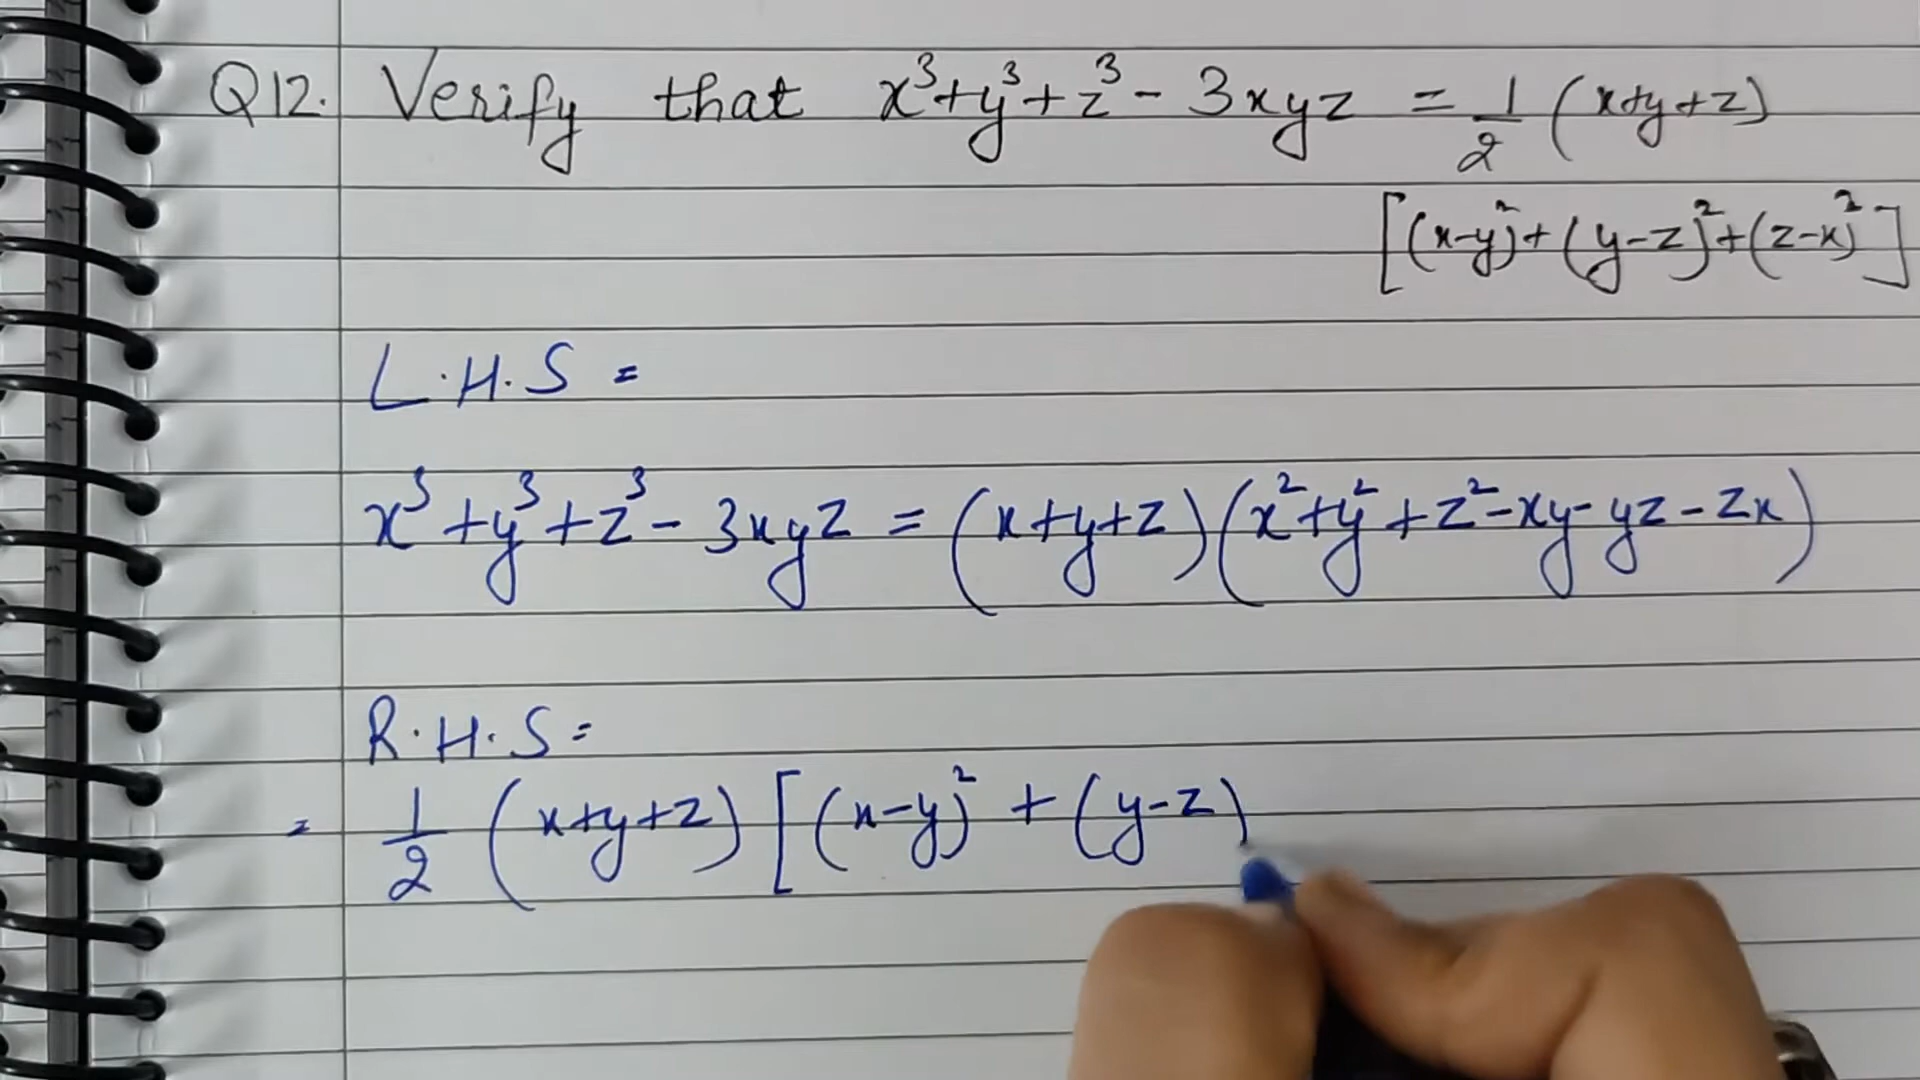 Q12. Verify that x³+y³+z³- 3xyz = 1/2 (x+y+z)
[(x-y)²+(y-z)²+(z-x)²]
L.H.S =
x³+y³+z³- 3xyz = (x+y+z)(x²+y²+z²-xy-yz-zx)
R.H.S=
= 1/2 (x+y+z) [(x-y)² + (y-z)